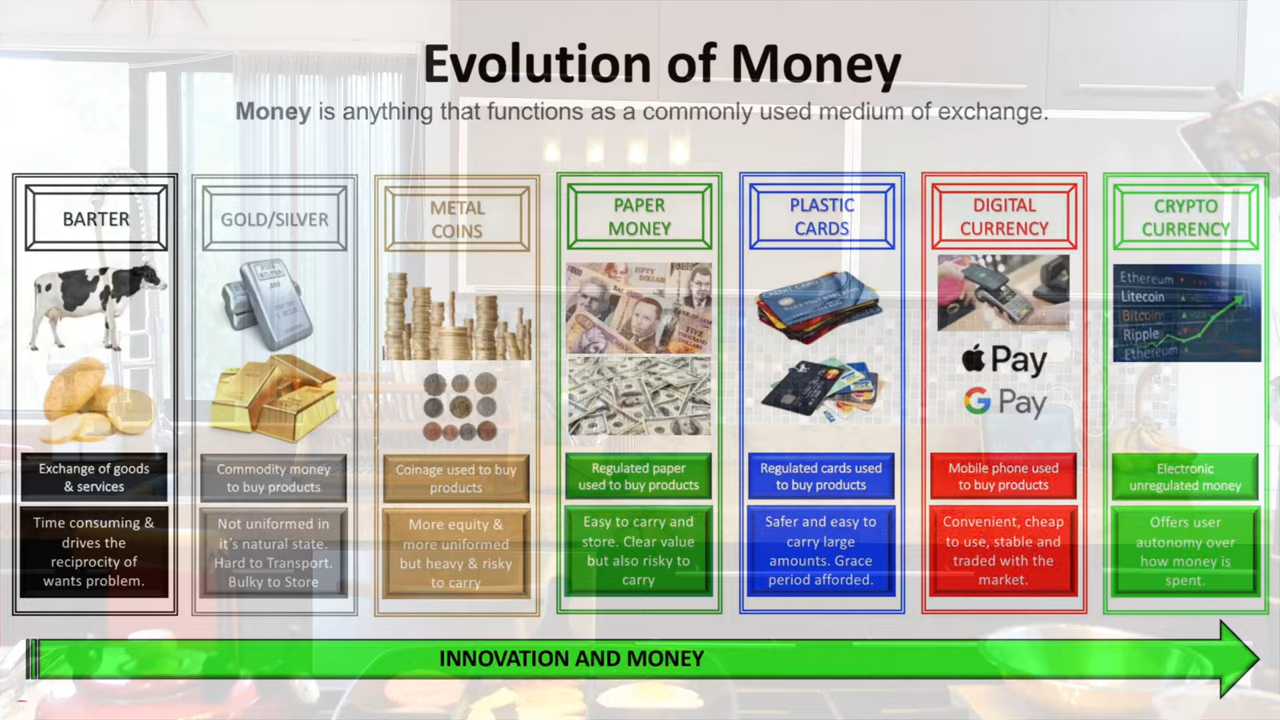 Evolution of Money
Money is anything that functions as a commonly used medium of exchange.
BARTER
Exchange of goods
& services
Time consuming &
drives the
reciprocity of
wants problem.
GOLD/SILVER
Commodity money
to buy products
Not uniformed in
it's natural state.
Hard to Transport.
Bulky to Store
METAL
COINS
Coinage used to buy
products
More equity &
more uniformed
but heavy & risky
to carry
PAPER
MONEY
FIFTY
DOLLARS
FIVE
Regulated paper
used to buy products
Easy to carry and
store. Clear value
but also risky to
carry
PLASTIC
CARDS
CREDIT CARD
VISA
Regulated cards used
to buy products
Safer and easy to
carry large
amounts. Grace
period afforded.
DIGITAL
CURRENCY
Pay
G Pay
Mobile phone used
to buy products
Convenient, cheap
to use, stable and
traded with the
market.
CRYPTO
CURRENCY
Ethereum
Litecoin
Bitcoin
Ripple
Ethereum
Electronic
unregulated money
Offers user
autonomy over
how money is
spent.
INNOVATION AND MONEY